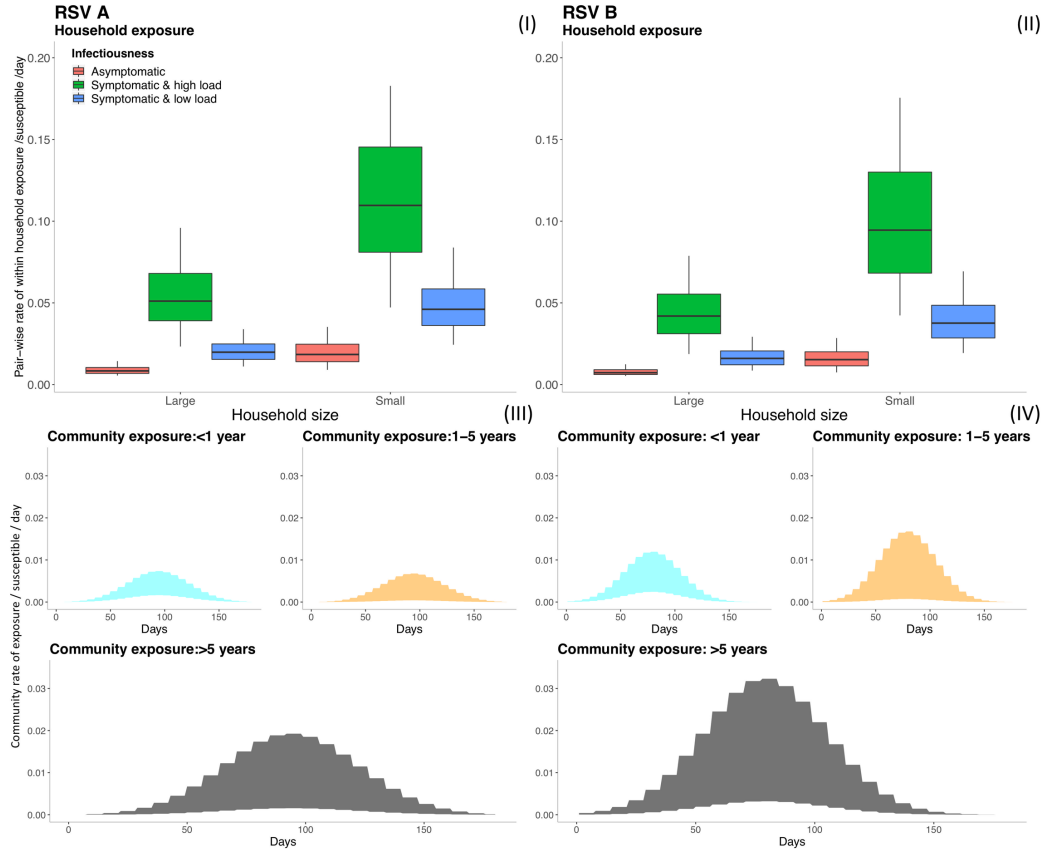 RSV A
(I)
Household exposure
Infectiousness
Asymptomatic
Symptomatic & high load
Symptomatic & low load
Pair−wise rate of within household exposure /susceptible /day
0.20
0.15
0.10
0.05
0.00
Large
Small
Household size
RSV B
(II)
Household exposure
0.20
0.15
0.10
0.05
0.00
Large
Small
Household size
(III)
Community exposure:<1 year
0.03
0.02
0.01
0.00
0
50
100
150
Days
Community exposure:1−5 years
0.03
0.02
0.01
0.00
0
50
100
150
Days
(IV)
Community exposure: <1 year
0.03
0.02
0.01
0.00
0
50
100
150
Days
Community exposure: 1−5 years
0.03
0.02
0.01
0.00
0
50
100
150
Days
Community rate of exposure / susceptible / day
Community exposure:>5 years
0.03
0.02
0.01
0.00
0
50
100
150
Days
Community exposure: >5 years
0.03
0.02
0.01
0.00
0
50
100
150
Days